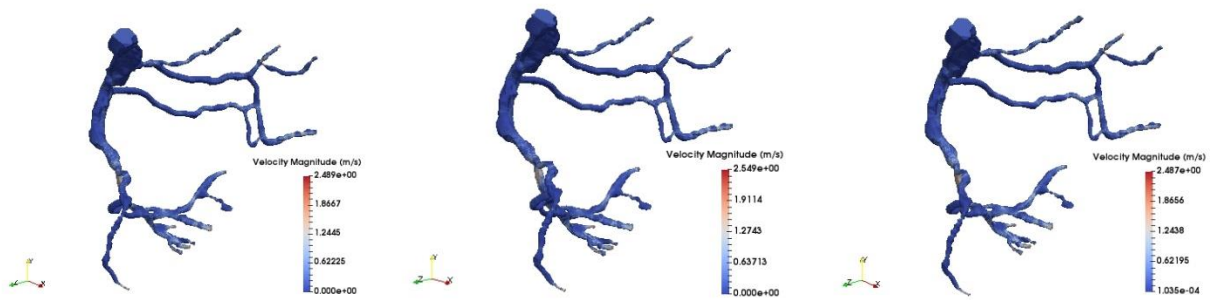 Velocity Magnitude (m/s)
2.489e+00
1.8667
1.2445
0.62225
0.000e+00
Y
Z
X
Velocity Magnitude (m/s)
2.549e+00
1.9114
1.2743
0.63713
0.000e+00
Y
Z
X
Velocity Magnitude (m/s)
2.487e+00
1.8656
1.2438
0.62195
1.035e-04
Y
Z
X